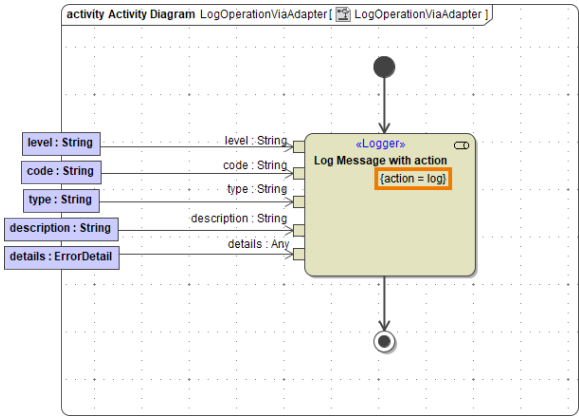 activity Activity Diagram LogOperationViaAdapter [ LogOperationViaAdapter ]
level : String
code : String
type : String
description : String
details : ErrorDetail
level : String
code : String
type : String
description : String
details : Any
«Logger»
Log Message with action
{action = log}